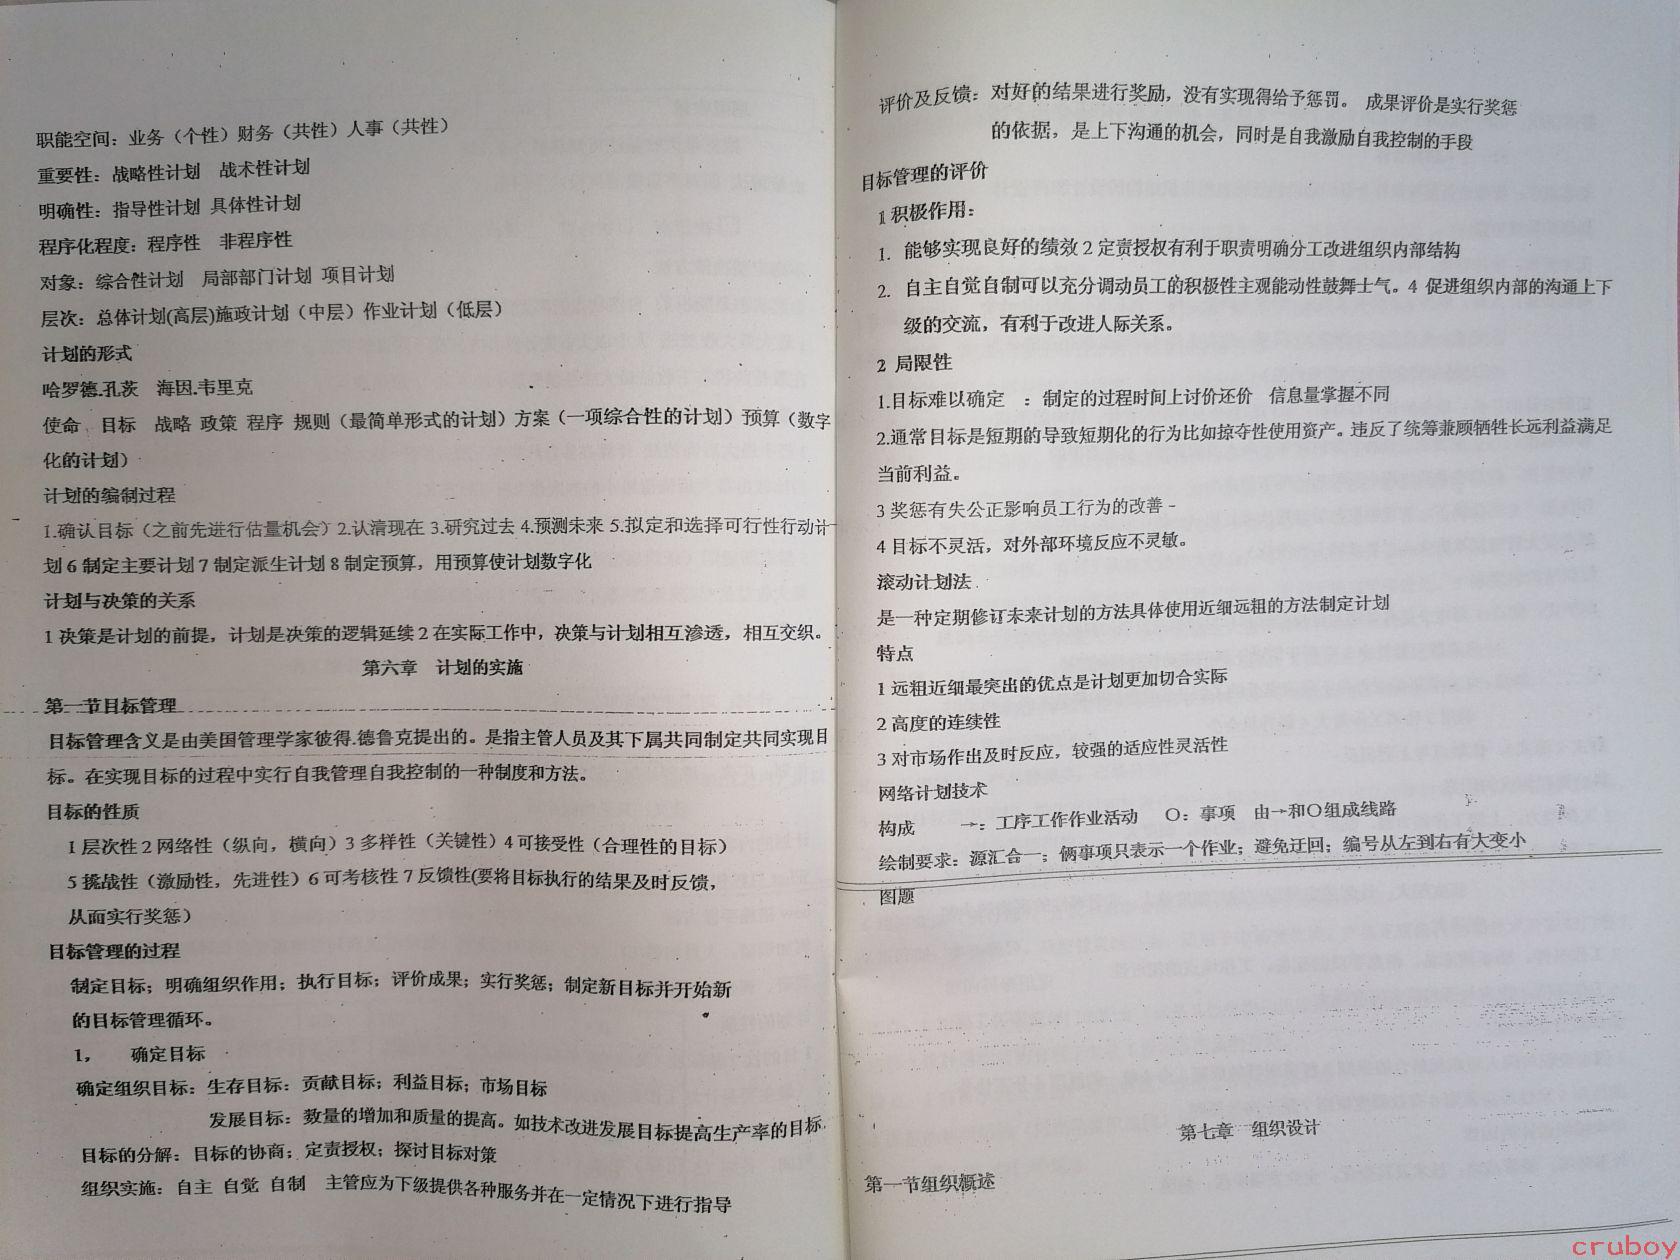 职能空间：业务（个性）财务（共性）人事（共性）
重要性：战略性计划　战术性计划
明确性：指导性计划 具体性计划
程序化程度：程序性　非程序性
对象：综合性计划　局部部门计划 项目计划
层次：总体计划(高层)施政计划（中层）作业计划（低层）
计划的形式
哈罗德.孔茨　海因.韦里克
使命　目标　战略 政策 程序 规则（最简单形式的计划）方案（一项综合性的计划）预算（数字
化的计划）
计划的编制过程
1.确认目标（之前先进行估量机会）2.认清现在 3.研究过去 4.预测未来 5.拟定和选择可行性行动计
划 6 制定主要计划 7 制定派生计划 8 制定预算，用预算使计划数字化
计划与决策的关系
1 决策是计划的前提，计划是决策的逻辑延续 2 在实际工作中，决策与计划相互渗透，相互交织。
第六章　计划的实施
第一节目标管理
目标管理含义是由美国管理学家彼得.德鲁克提出的。是指主管人员及其下属共同制定共同实现目
标。在实现目标的过程中实行自我管理自我控制的一种制度和方法。
目标的性质
1 层次性 2 网络性（纵向，横向）3 多样性（关键性）4 可接受性（合理性的目标）
5 挑战性（激励性，先进性）6 可考核性 7 反馈性(要将目标执行的结果及时反馈，
从而实行奖惩）
目标管理的过程
制定目标；明确组织作用；执行目标；评价成果；实行奖惩；制定新目标并开始新
的目标管理循环。
1，　确定目标
确定组织目标：生存目标：贡献目标；利益目标；市场目标
发展目标：数量的增加和质量的提高。如技术改进发展目标提高生产率的目标
目标的分解：目标的协商；定责授权；探讨目标对策
组织实施：自主 自觉 自制　主管应为下级提供各种服务并在一定情况下进行指导
评价及反馈：对好的结果进行奖励，没有实现得给予惩罚。 成果评价是实行奖惩
的依据，是上下沟通的机会，同时是自我激励自我控制的手段
目标管理的评价
1 积极作用：
1. 能够实现良好的绩效 2 定责授权有利于职责明确分工改进组织内部结构
2. 自主自觉自制可以充分调动员工的积极性主观能动性鼓舞士气。4 促进组织内部的沟通上下
级的交流，有利于改进人际关系。
2 局限性
1.目标难以确定　：制定的过程时间上讨价还价　信息量掌握不同
2.通常目标是短期的导致短期化的行为比如掠夺性使用资产。违反了统筹兼顾牺牲长远利益满足
当前利益。
3 奖惩有失公正影响员工行为的改善
4 目标不灵活，对外部环境反应不灵敏。
滚动计划法
是一种定期修订未来计划的方法具体使用近细远粗的方法制定计划
特点
1 远粗近细最突出的优点是计划更加切合实际
2 高度的连续性
3 对市场作出及时反应，较强的适应性灵活性
网络计划技术
构成　→：工序工作作业活动　O：事项　由→和O组成线路
绘制要求：源汇合一；俩事项只表示一个作业；避免迂回；编号从左到右有大变小
图题
第七章　组织设计
第一节组织概述
cruboy